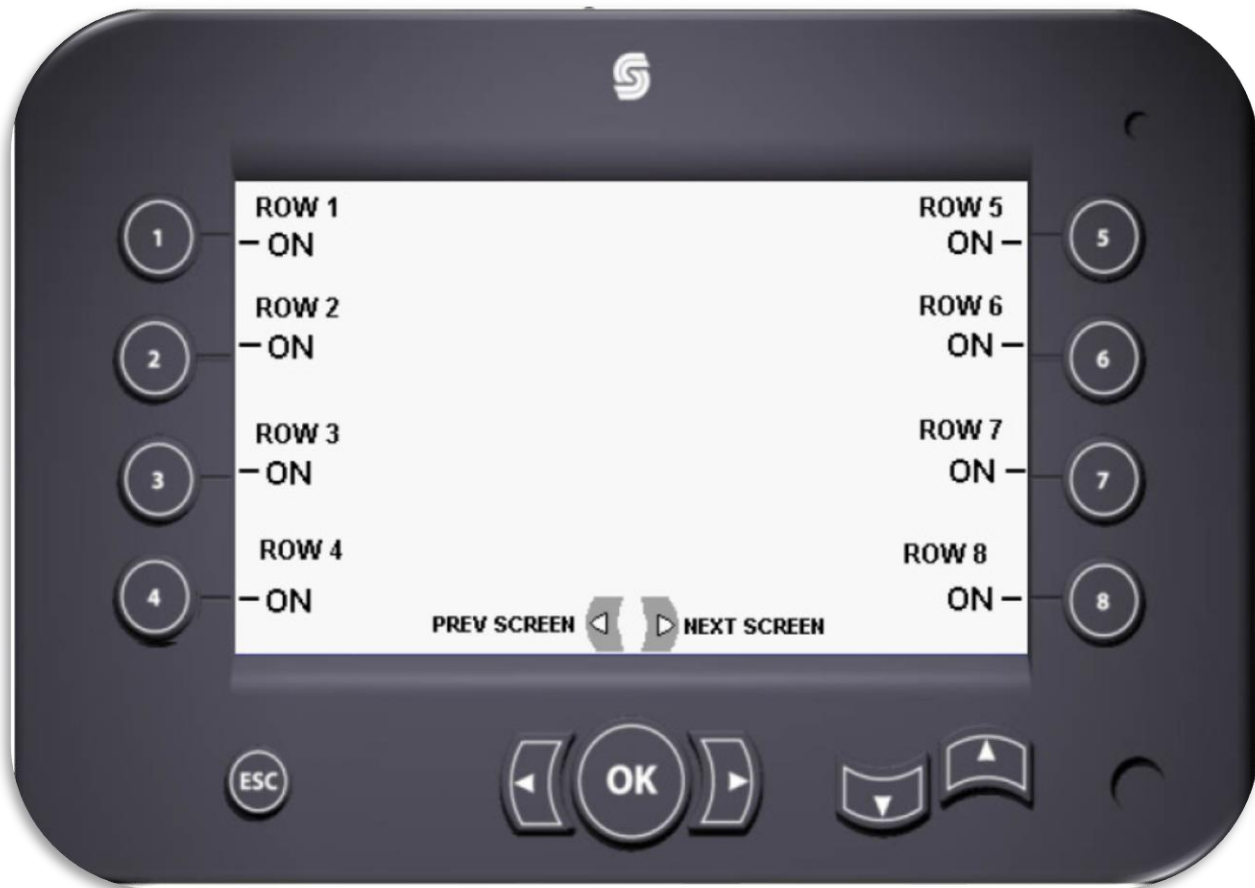 ROW 1
ON
ROW 2
ON
ROW 3
ON
ROW 4
ON
ROW 5
ON
ROW 6
ON
ROW 7
ON
ROW 8
ON
PREV SCREEN
NEXT SCREEN
1
2
3
4
5
6
7
8
ESC
OK